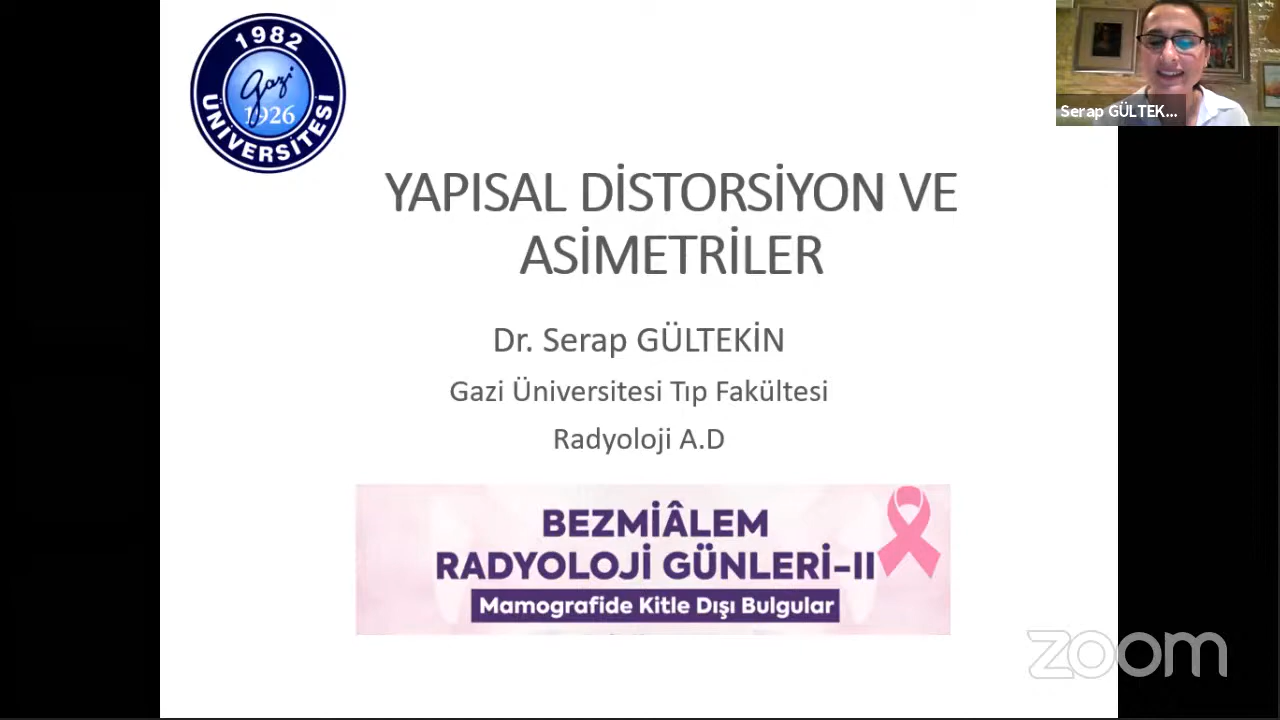 1982
Gazi
1926
ÜNİVERSİTESİ
Serap GÜLTEK...
YAPISAL DİSTORSİYON VE
ASİMETRİLER
Dr. Serap GÜLTEKİN
Gazi Üniversitesi Tıp Fakültesi
Radyoloji A.D
BEZMİÂLEM
RADYOLOJİ GÜNLERİ-II
Mamografide Kitle Dışı Bulgular
zoom